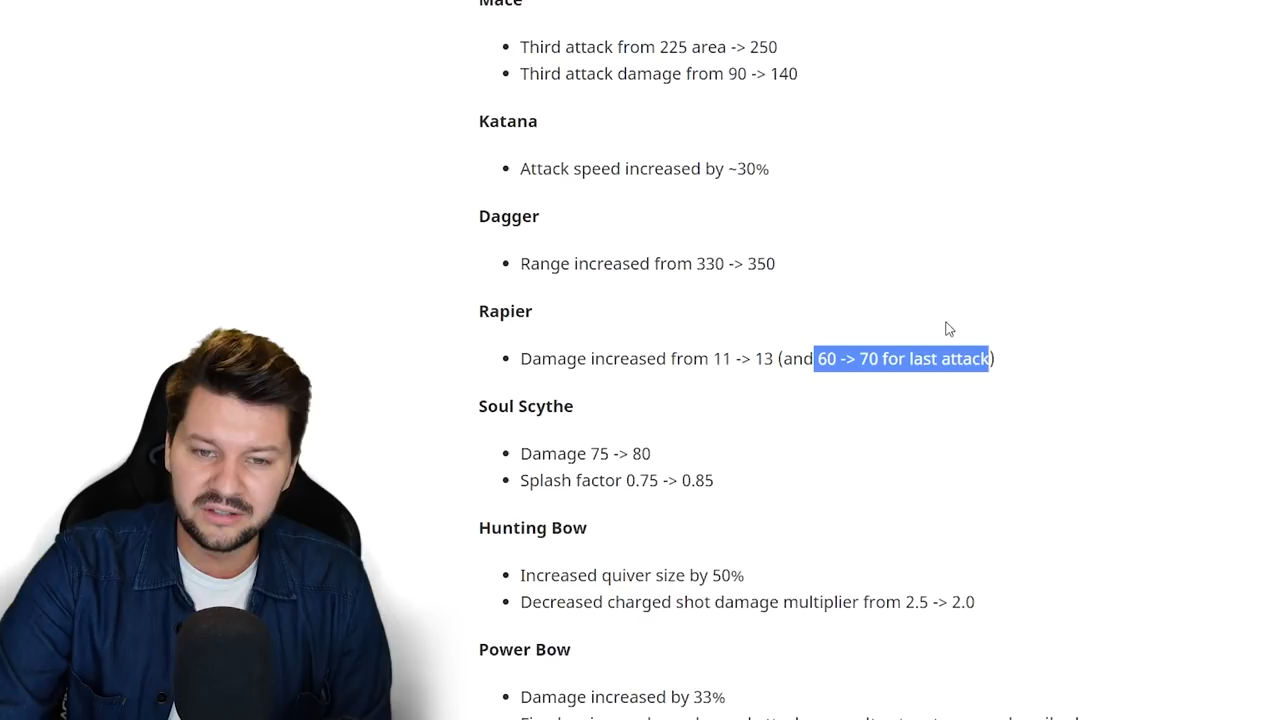 Mace
Third attack from 225 area -> 250
Third attack damage from 90 -> 140
Katana
Attack speed increased by ~30%
Dagger
Range increased from 330 -> 350
Rapier
Damage increased from 11 -> 13 (and 60 -> 70 for last attack)
Soul Scythe
Damage 75 -> 80
Splash factor 0.75 -> 0.85
Hunting Bow
Increased quiver size by 50%
Decreased charged shot damage multiplier from 2.5 -> 2.0
Power Bow
Damage increased by 33%